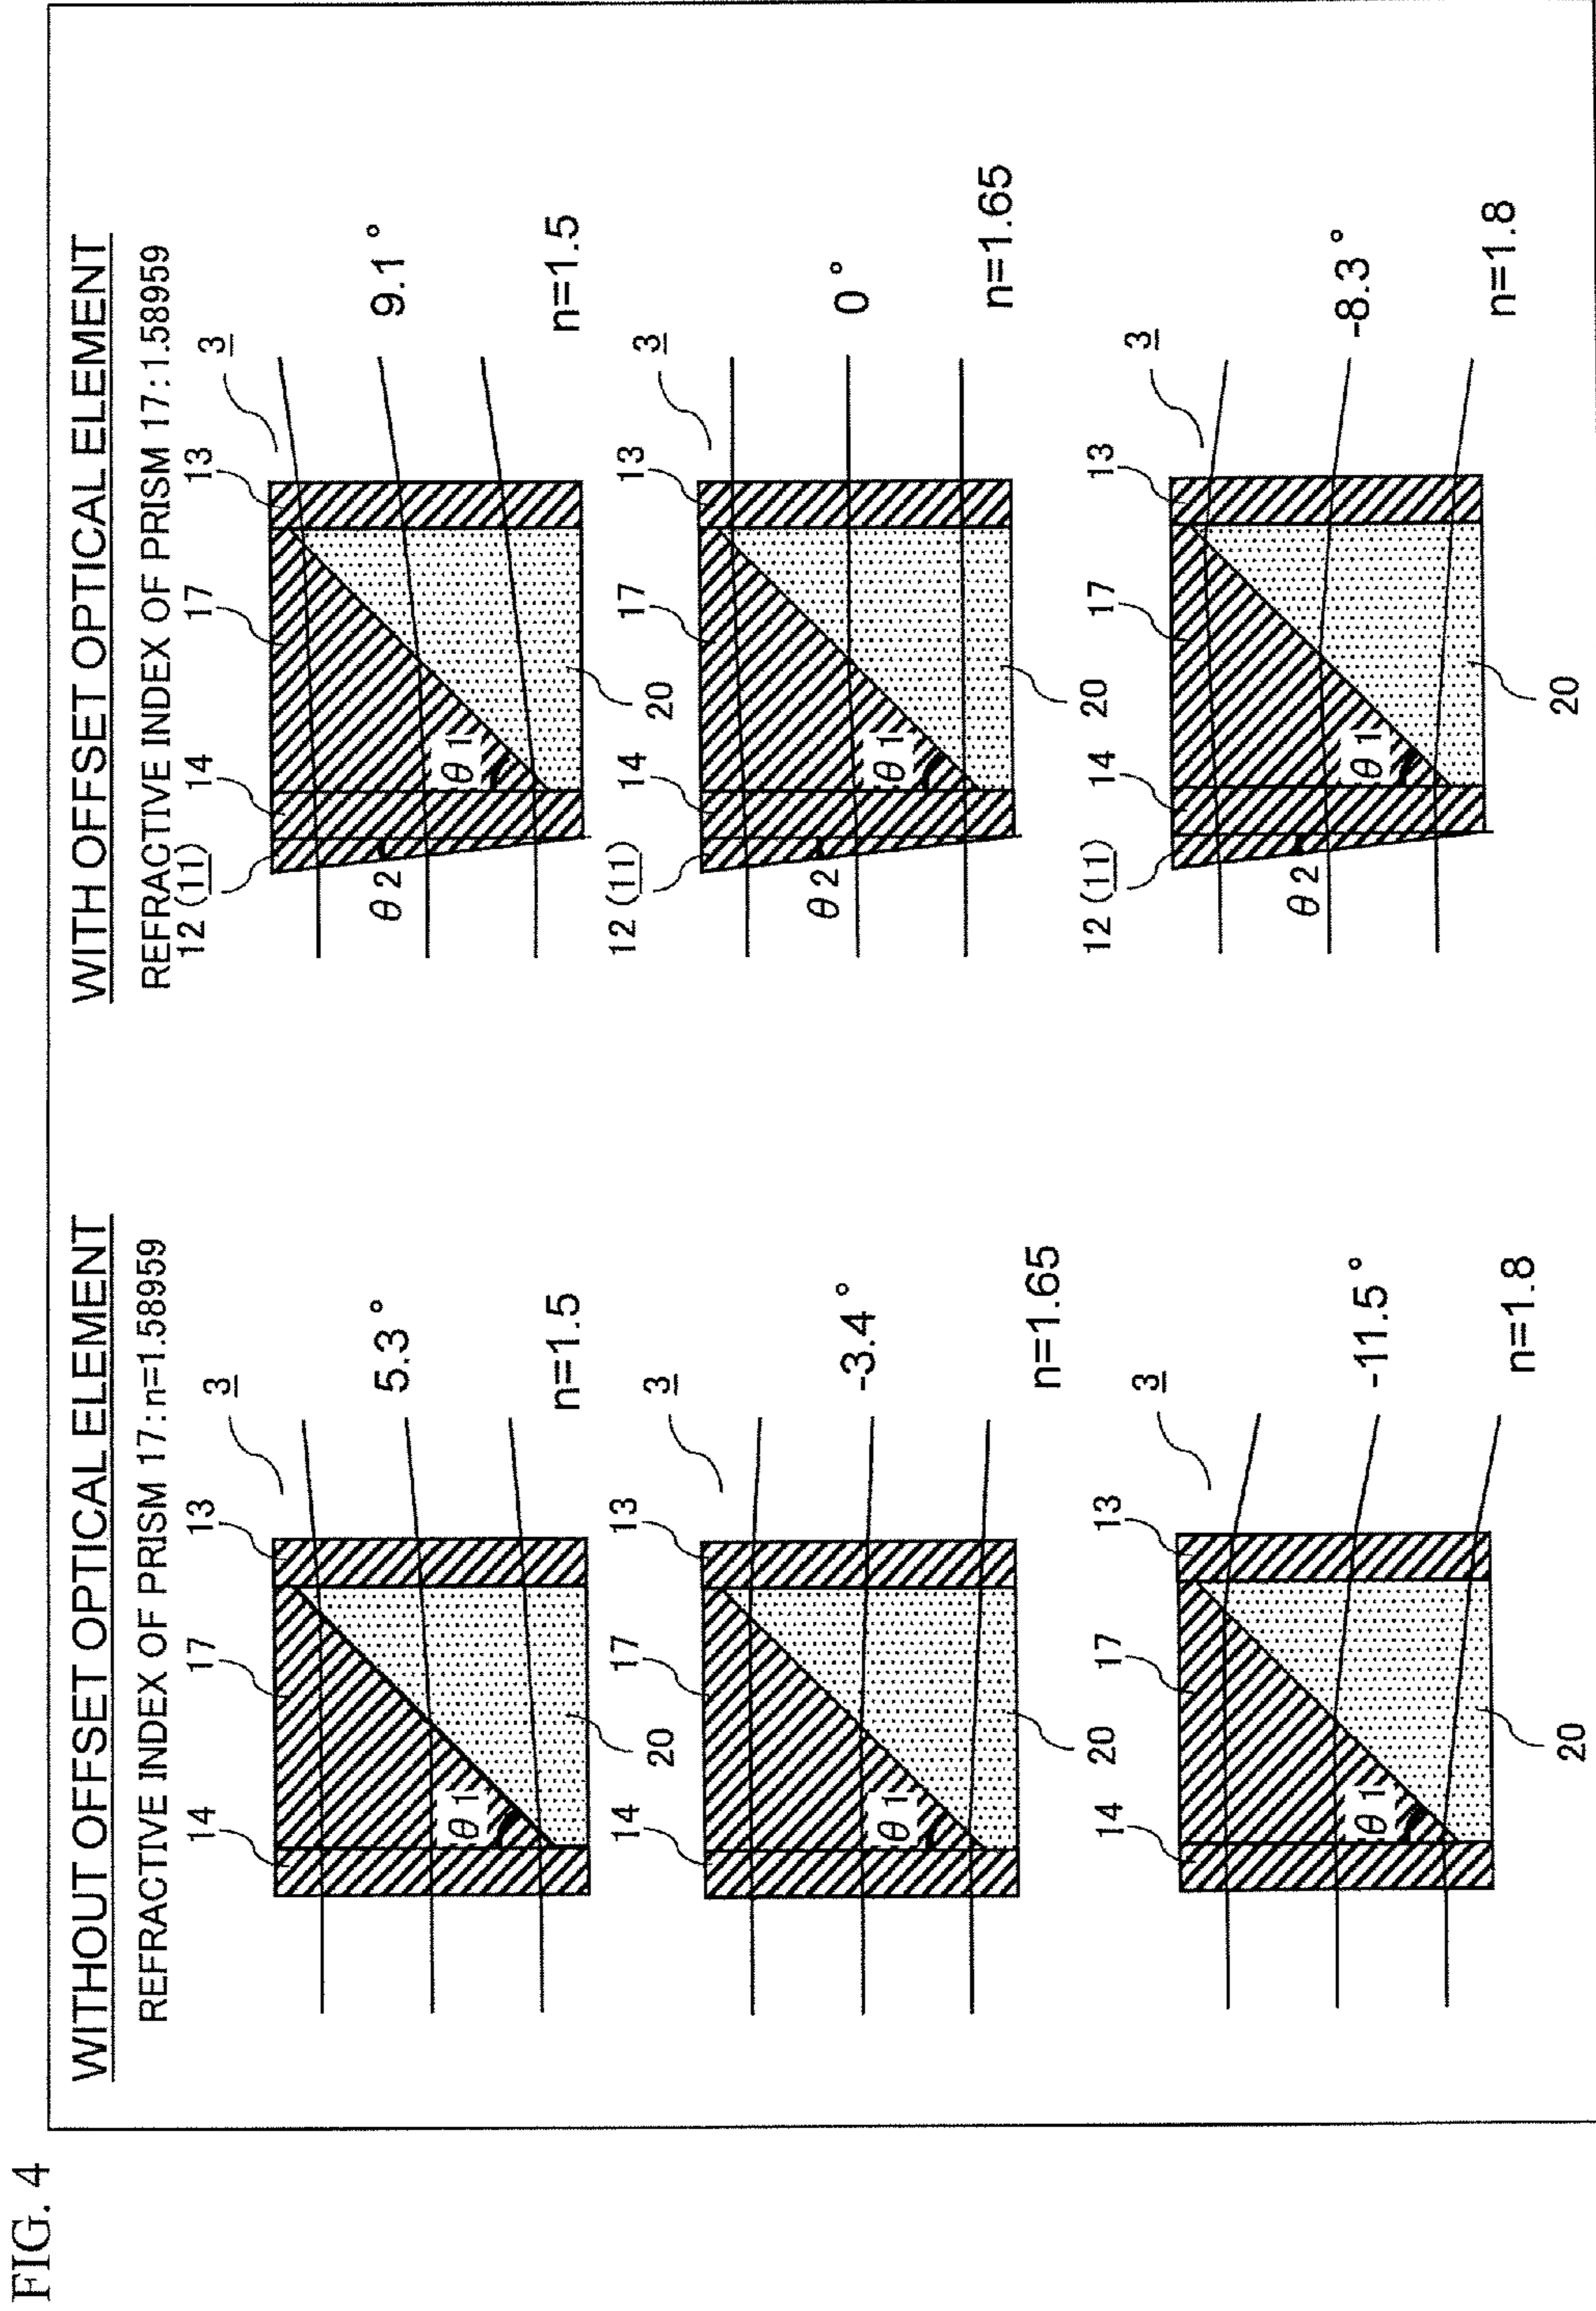 FIG. 4
WITHOUT OFFSET OPTICAL ELEMENT
REFRACTIVE INDEX OF PRISM 17:n=1.58959
14
17
13
3
θ1
20
5.3°
n=1.5
14
17
13
3
θ1
20
-3.4°
n=1.65
14
17
13
3
θ1
20
-11.5°
n=1.8
WITH OFFSET OPTICAL ELEMENT
REFRACTIVE INDEX OF PRISM 17:1.58959
12(11)
14
17
13
3
θ2
θ1
20
9.1°
n=1.5
12(11)
14
17
13
3
θ2
θ1
20
0°
n=1.65
12(11)
14
17
13
3
θ2
θ1
20
-8.3°
n=1.8